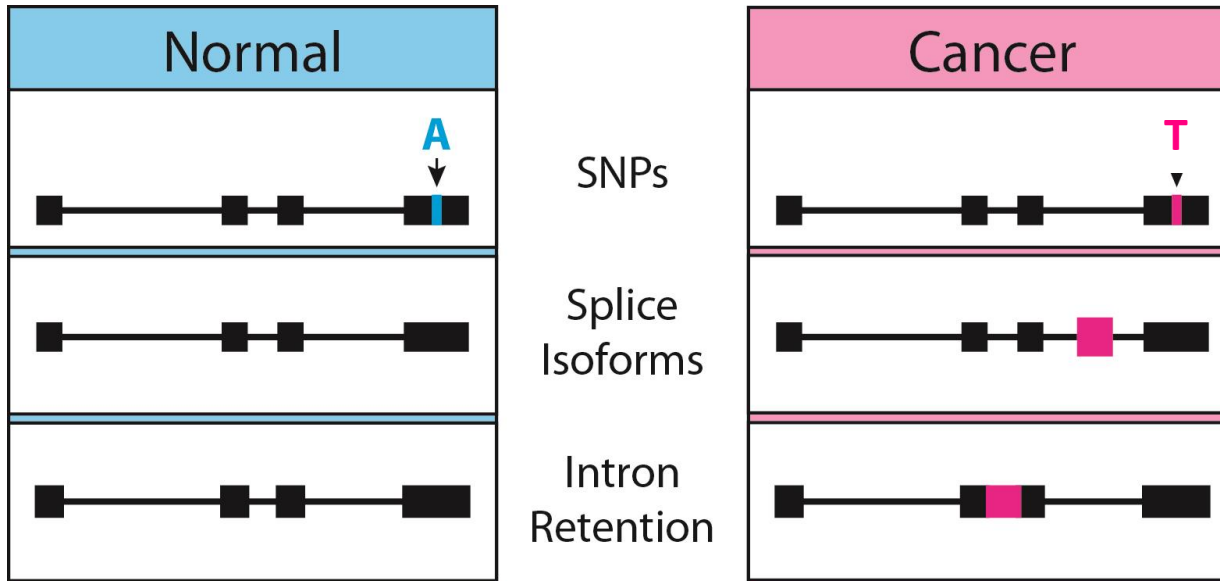 Normal
Cancer
A
SNPs
T
Splice
Isoforms
Intron
Retention